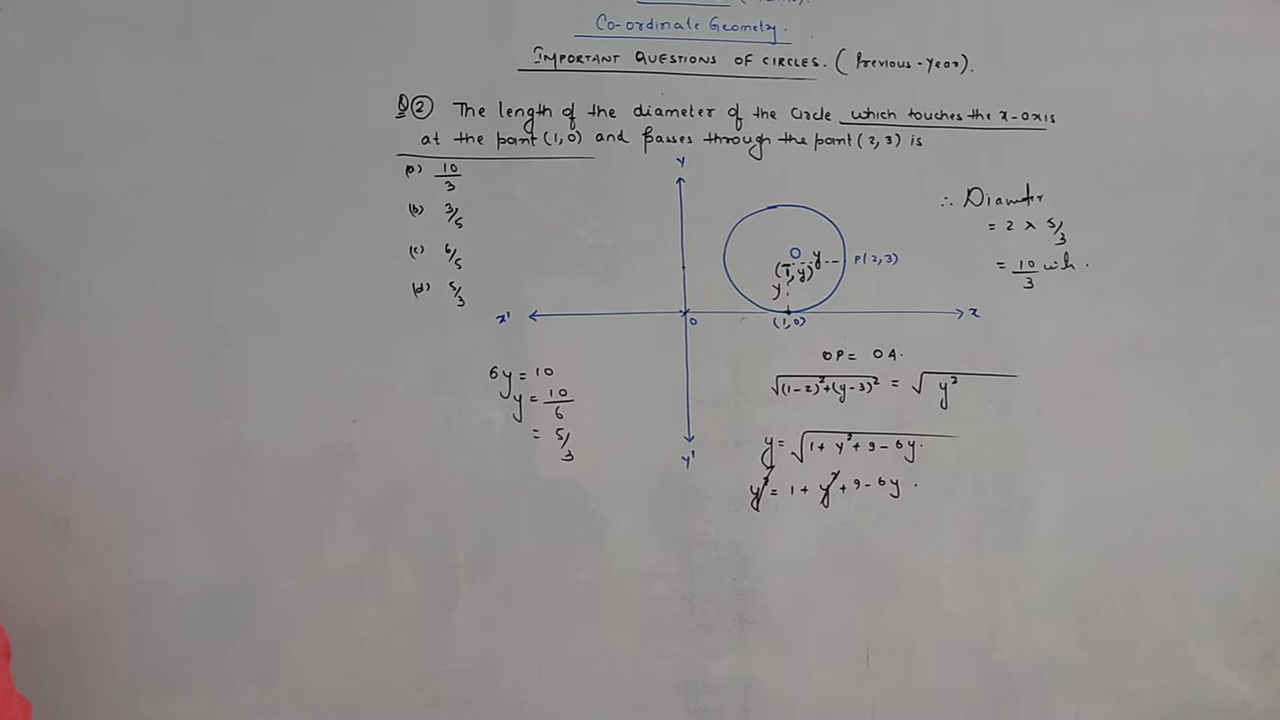 Co-ordinate Geometry.
IMPORTANT QUESTIONS OF CIRCLES. (Previous-Year).
Q② The length of the diameter of the Circle which touches the x-axis
at the point (1,0) and passes through the point (2,3) is
(a) 10/3
(b) 3/5
(c) 6/5
(d) 5/3
Y
O
(1,y)
y
y
P(2,3)
x'
O
(1,0)
x
y'
∴ Diameter
= 2 × 5/3
= 10/3
OP = OA.
√(1-2)²+(y-3)² = √y²
y = √1+y²+9-6y.
y² = 1+y²+9-6y.
6y = 10
y = 10/6
= 5/3